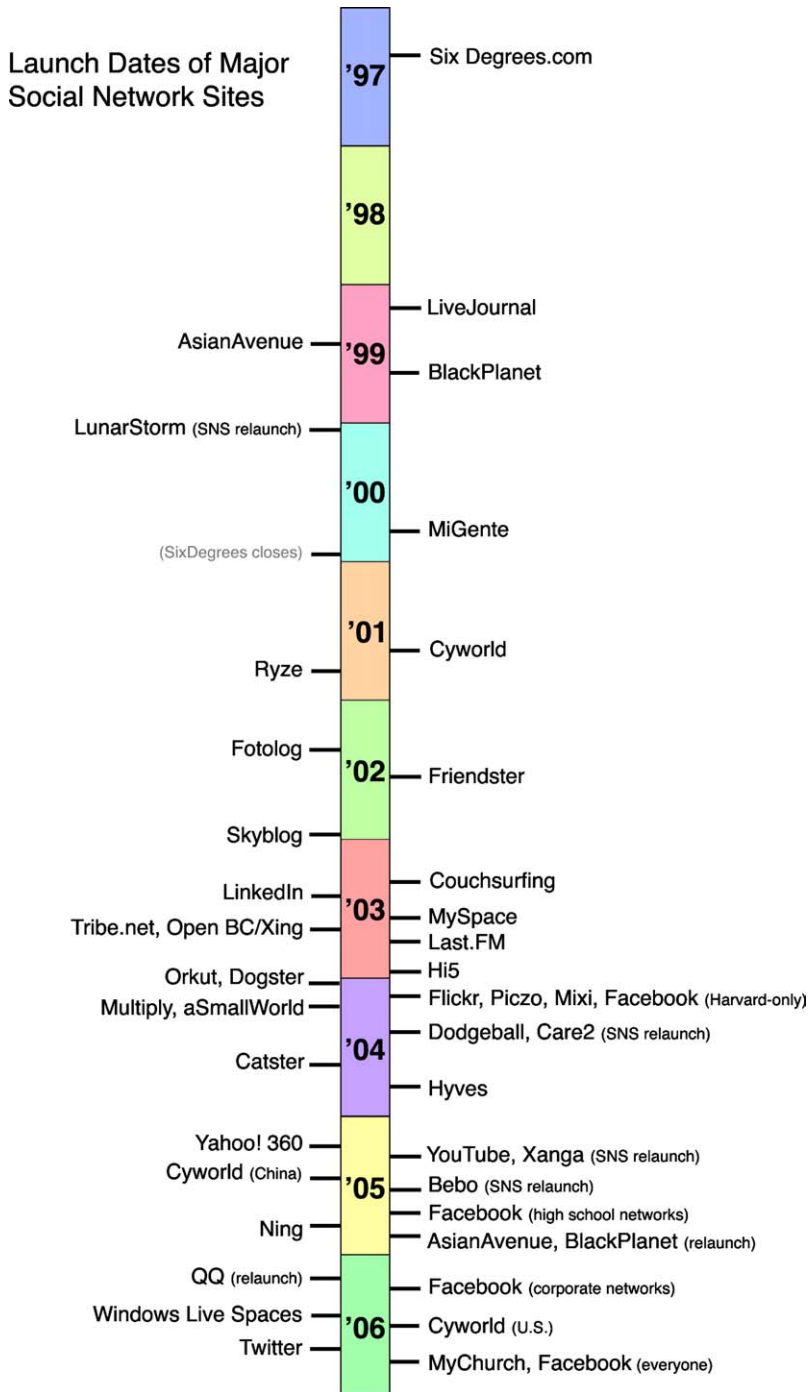 Launch Dates of Major
Social Network Sites
’97
Six Degrees.com
’98
LiveJournal
AsianAvenue
’99
BlackPlanet
LunarStorm (SNS relaunch)
’00
MiGente
(SixDegrees closes)
’01
Cyworld
Ryze
Fotolog
’02
Friendster
Skyblog
Couchsurfing
LinkedIn
’03
MySpace
Tribe.net, Open BC/Xing
Last.FM
Hi5
Orkut, Dogster
Flickr, Piczo, Mixi, Facebook (Harvard-only)
Multiply, aSmallWorld
Dodgeball, Care2 (SNS relaunch)
’04
Catster
Hyves
Yahoo! 360
YouTube, Xanga (SNS relaunch)
Cyworld (China)
’05
Bebo (SNS relaunch)
Facebook (high school networks)
Ning
AsianAvenue, BlackPlanet (relaunch)
QQ (relaunch)
Facebook (corporate networks)
Windows Live Spaces
’06
Cyworld (U.S.)
Twitter
MyChurch, Facebook (everyone)